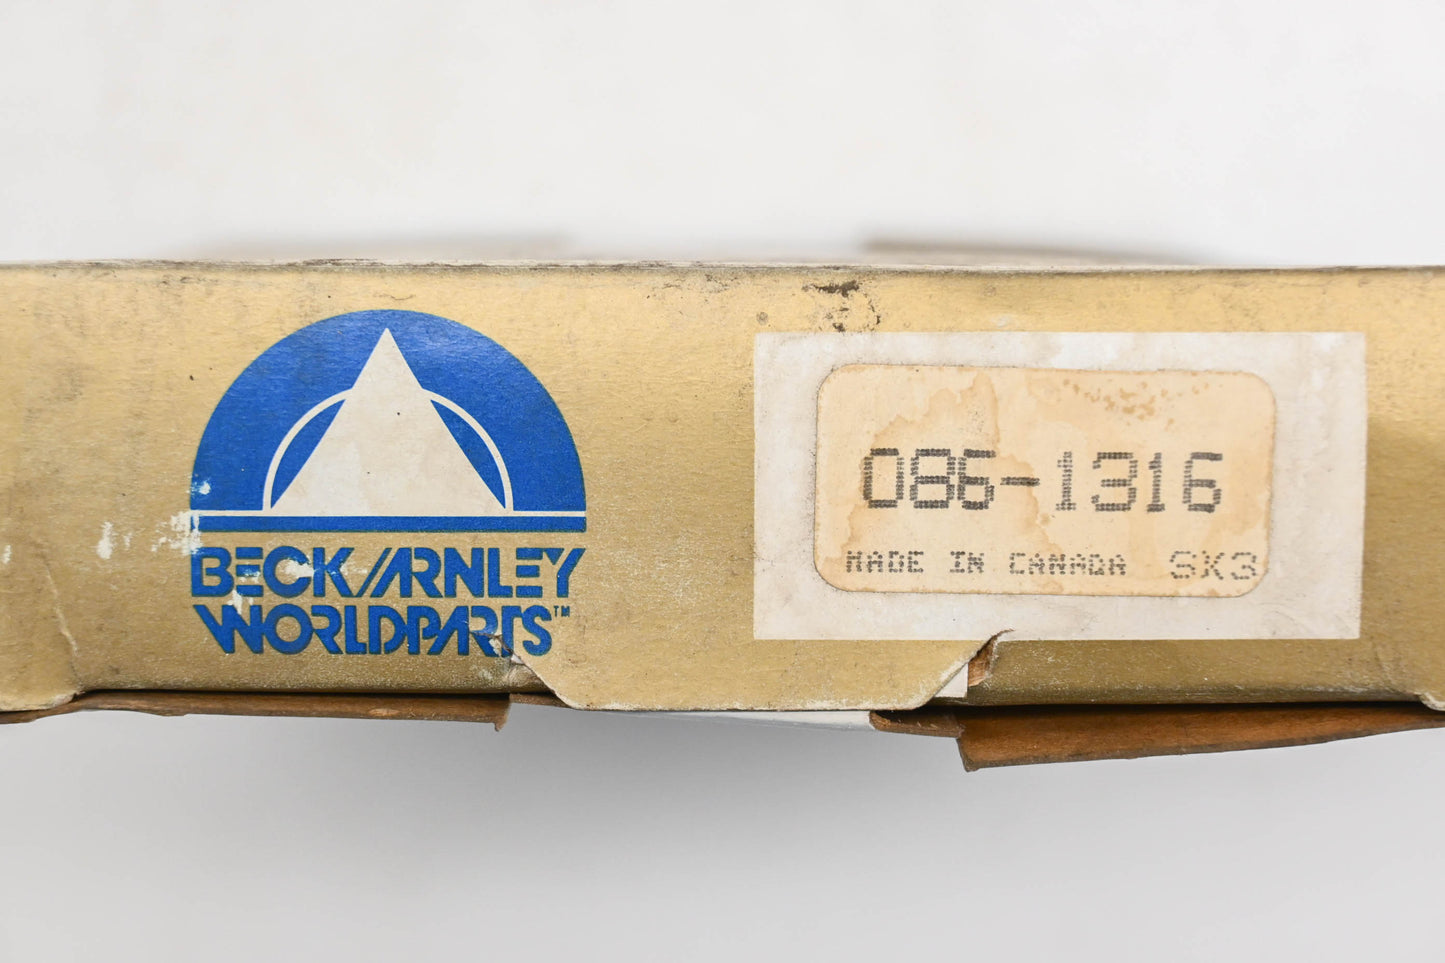 BECK/ARNLEY
WORLDPARTS™
086-1316
MADE IN CANADA SK3